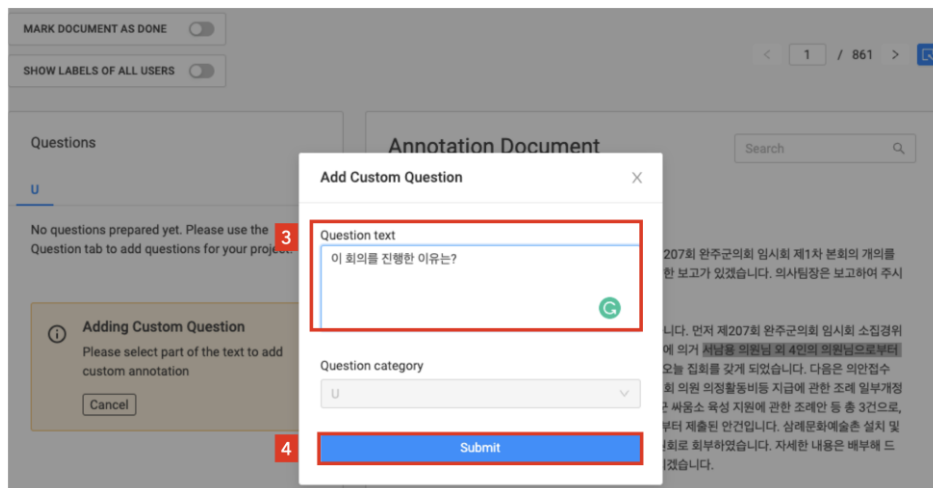 MARK DOCUMENT AS DONE
SHOW LABELS OF ALL USERS
1 / 861
Questions
U
No questions prepared yet. Please use the
Question tab to add questions for your project.
Adding Custom Question
Please select part of the text to add
custom annotation
Cancel
Annotation Document
Search
Add Custom Question
3
Question text
이 회의를 진행한 이유는?
Question category
U
4
Submit
207회 완주군의회 임시회 제1차 본회의 개의를
한 보고가 있겠습니다. 의사팀장은 보고하여 주시
니다. 먼저 제207회 완주군의회 임시회 소집경위
에 의거 서남용 의원님 외 4인의 의원님으로부터
오늘 집회를 갖게 되었습니다. 다음은 의안접수
회 의원 의정활동비등 지급에 관한 조례 일부개정
군 싸움소 육성 지원에 관한 조례안 등 총 3건으로,
부터 제출된 안건입니다. 삼례문화예술촌 설치 및
회로 회부하였습니다. 자세한 내용은 배부해 드
겠습니다.